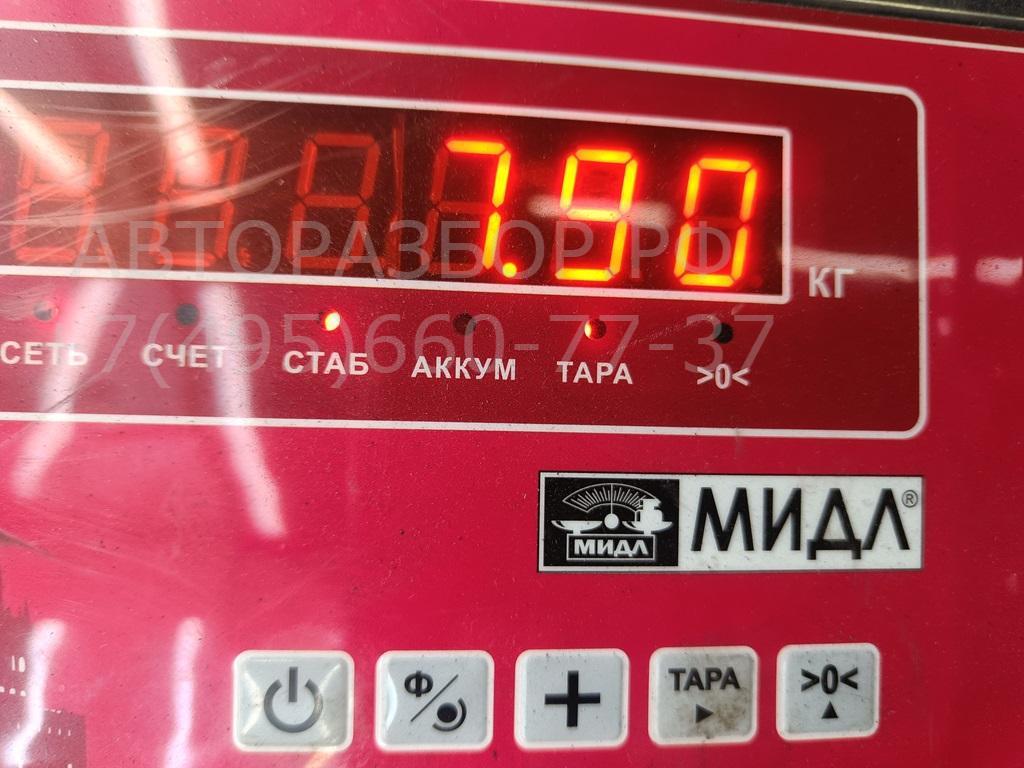 7.90
КГ
АВТОРАЗБОР.РФ
7(495)660-77-37
СЕТЬ СЧЕТ СТАБ АККУМ ТАРА >0<
МИДЛ МИДЛ®
Ф + ТАРА >0<